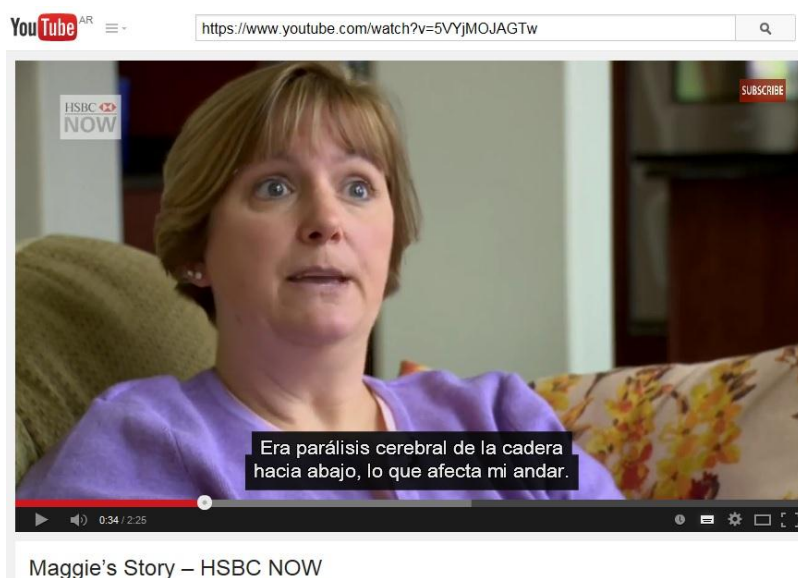 YouTube AR
https://www.youtube.com/watch?v=5VYjMOJAGTw
HSBC
NOW
SUBSCRIBE
Era parálisis cerebral de la cadera
hacia abajo, lo que afecta mi andar.
0:34 / 2:25
Maggie's Story – HSBC NOW